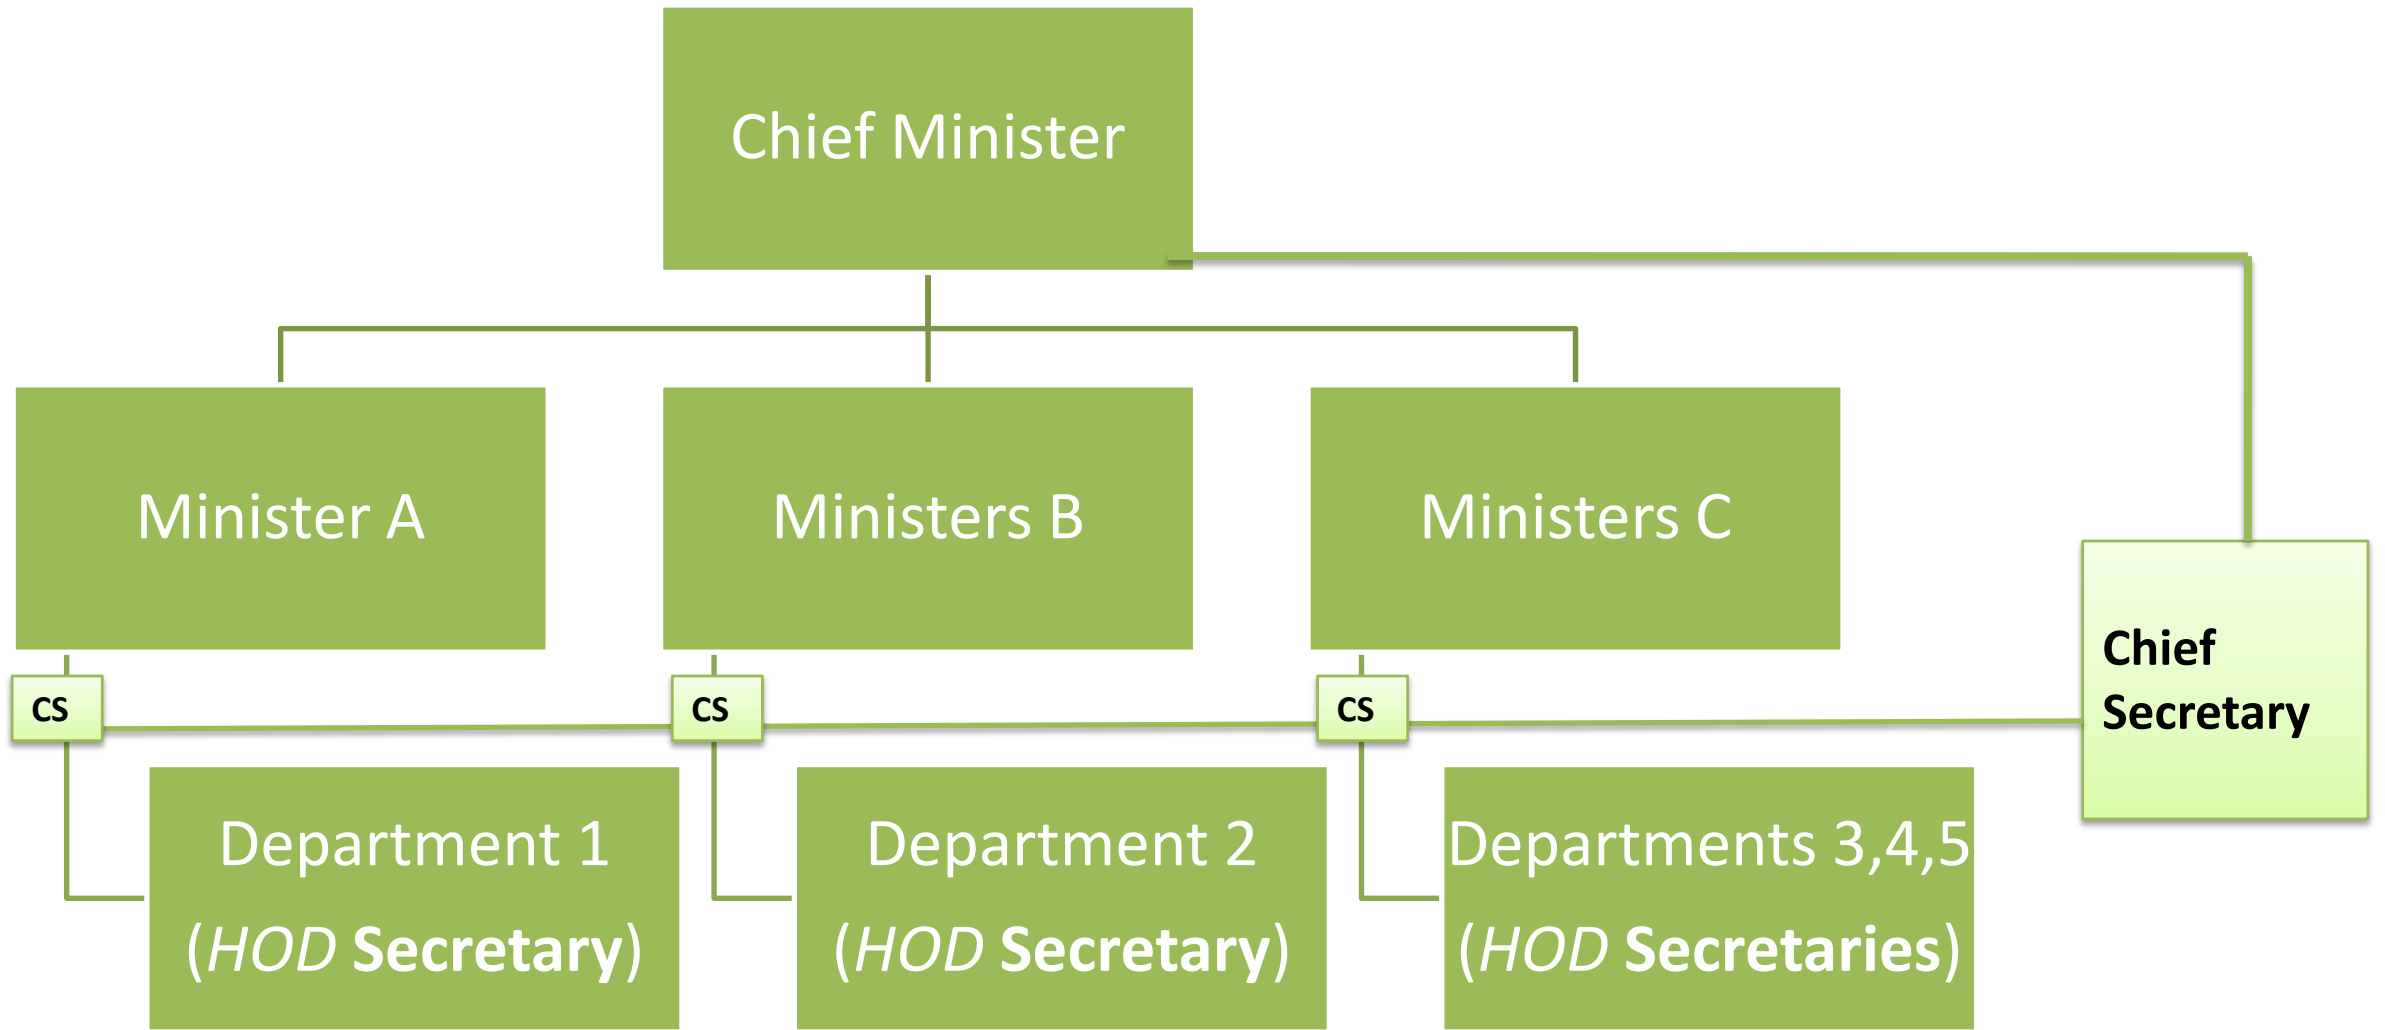 Chief Minister
Minister A
Ministers B
Ministers C
Chief
Secretary
CS
CS
CS
Department 1
(HOD Secretary)
Department 2
(HOD Secretary)
Departments 3,4,5
(HOD Secretaries)